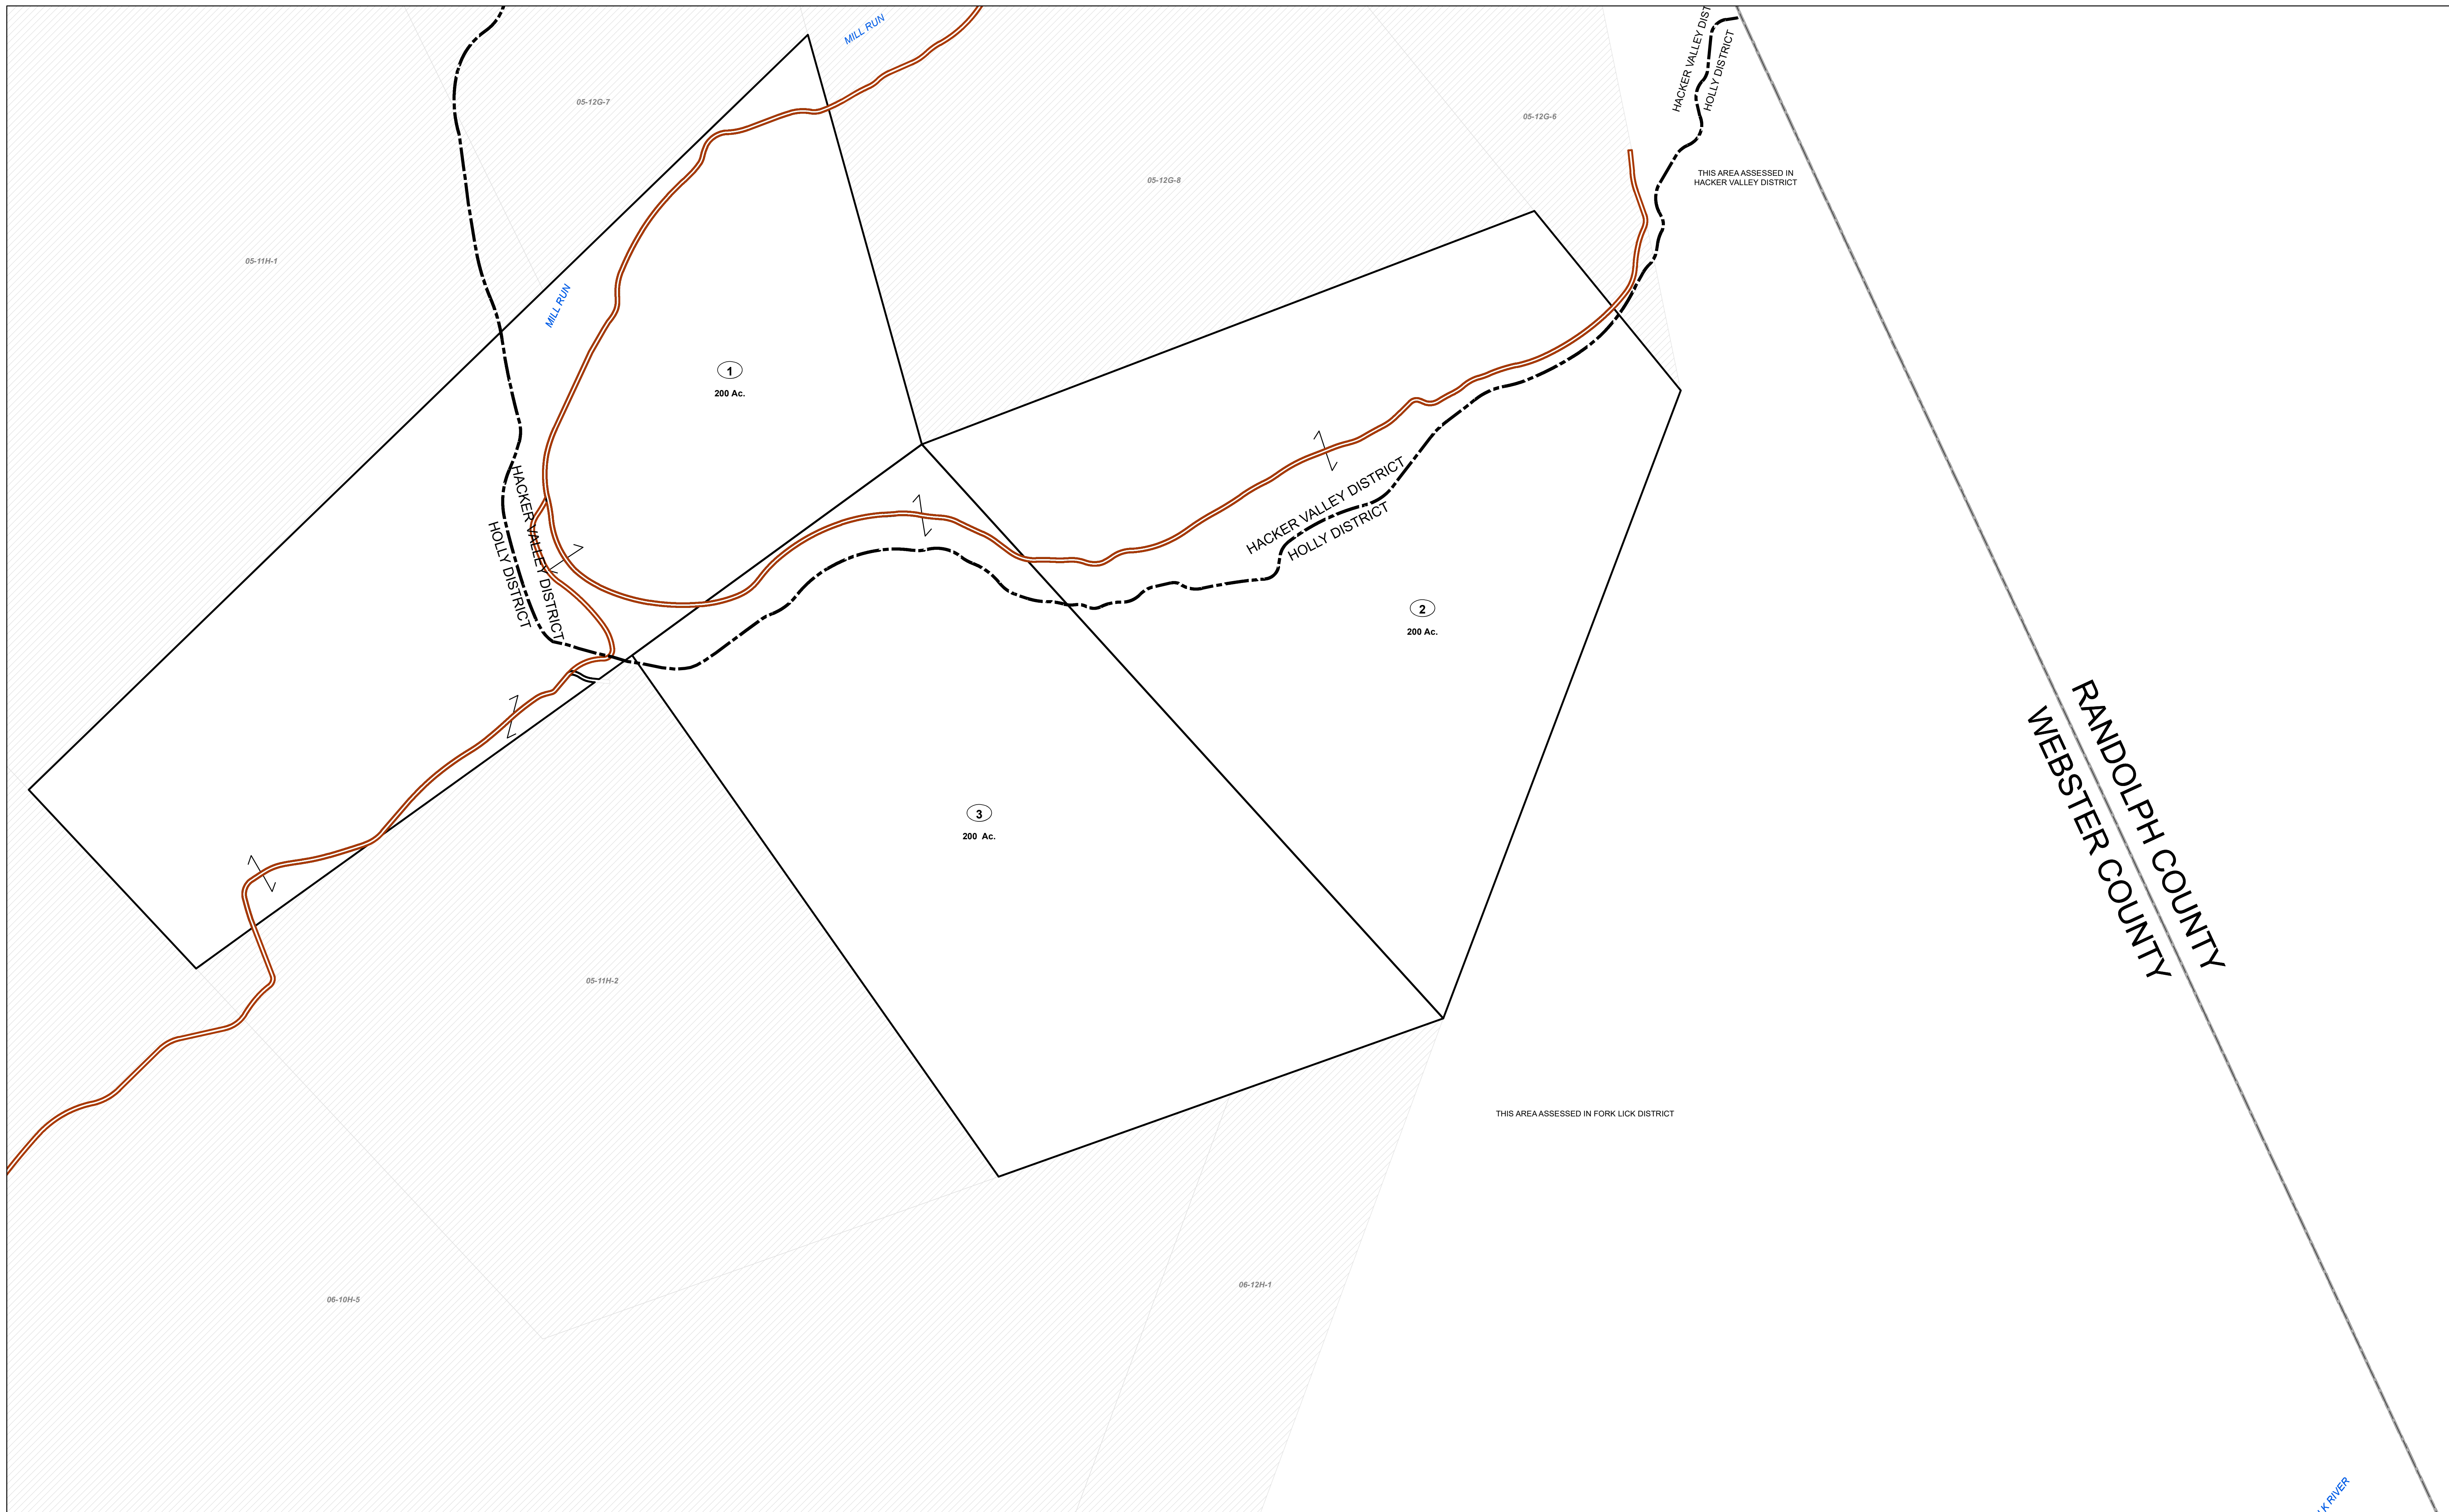 MILL RUN
HACKER VALLEY DIST
HOLLY DISTRICT
05-12G-7
05-12G-6
THIS AREA ASSESSED IN
HACKER VALLEY DISTRICT
05-12G-8
05-11H-1
MILL RUN
1
200 Ac.
HACKER VALLEY DISTRICT
HOLLY DISTRICT
HACKER VALLEY DISTRICT
HOLLY DISTRICT
2
200 Ac.
RANDOLPH COUNTY
WEBSTER COUNTY
3
200 Ac.
05-11H-2
THIS AREA ASSESSED IN FORK LICK DISTRICT
06-12H-1
06-10H-5
LK RIVER